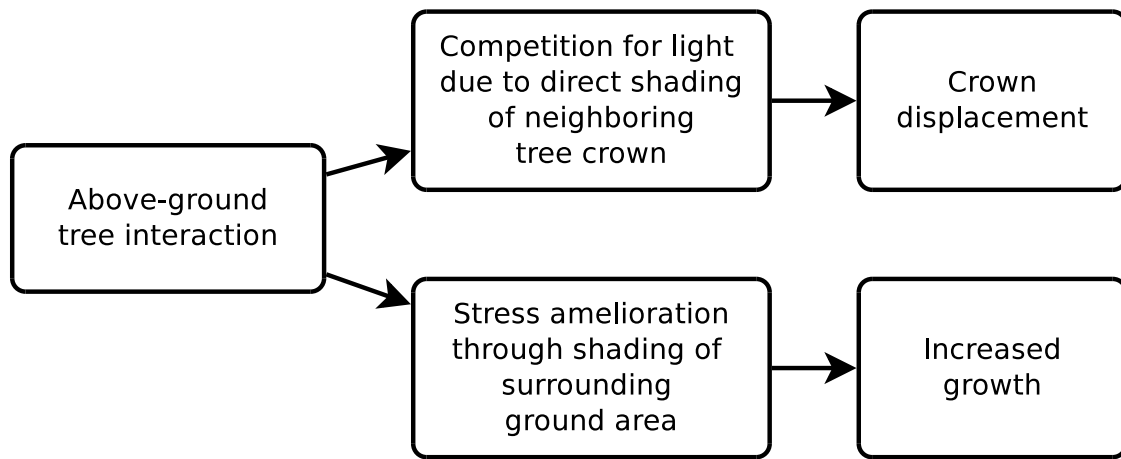 Above-ground
tree interaction
Competition for light
due to direct shading
of neighboring
tree crown
Crown
displacement
Stress amelioration
through shading of
surrounding
ground area
Increased
growth